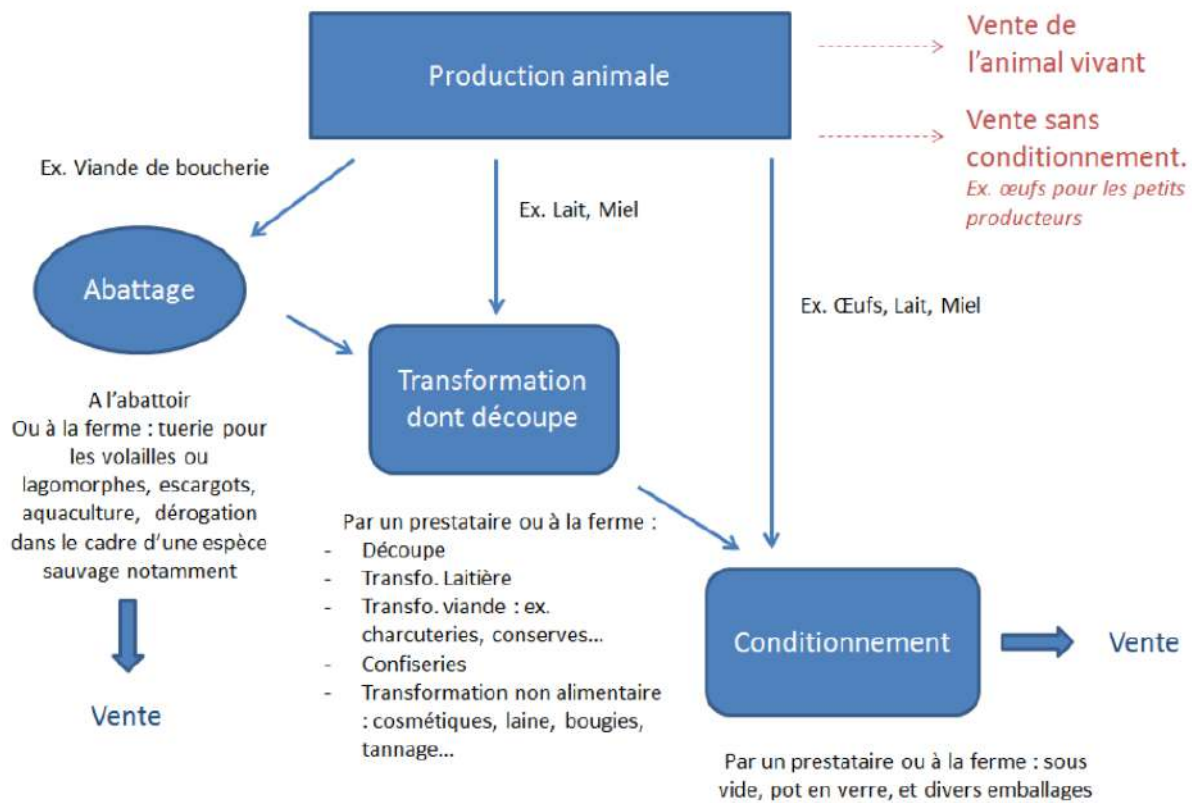 Production animale
Vente de
l'animal vivant
Vente sans
conditionnement.
Ex. œufs pour les petits
producteurs
Ex. Viande de boucherie
Ex. Lait, Miel
Ex. Œufs, Lait, Miel
Abattage
A l'abattoir
Ou à la ferme : tuerie pour
les volailles ou
lagomorphes, escargots,
aquaculture, dérogation
dans le cadre d'une espèce
sauvage notamment
Vente
Transformation
dont découpe
Par un prestataire ou à la ferme :
- Découpe
- Transfo. Laitière
- Transfo. viande : ex.
charcuteries, conserves...
- Confiseries
- Transformation non alimentaire
: cosmétiques, laine, bougies,
tannage...
Conditionnement
Vente
Par un prestataire ou à la ferme : sous
vide, pot en verre, et divers emballages